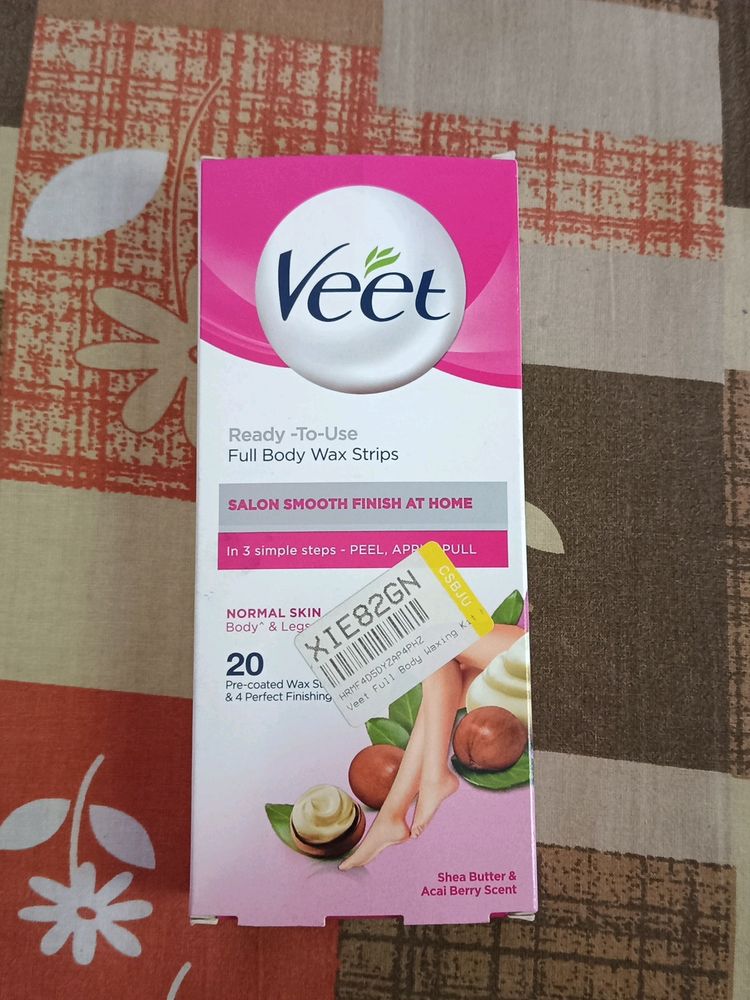 Veet
Ready -To-Use
Full Body Wax Strips
SALON SMOOTH FINISH AT HOME
In 3 simple steps - PEEL, PULL
NORMAL SKIN
Body^ & Legs
20
Pre-coated Wax
& 4 Perfect Finishing
CSBJU
XIE82GN
HRMF4D5DYZAP4PHZ
Veet Full Body Waxing Kit
Shea Butter &
Acai Berry Scent